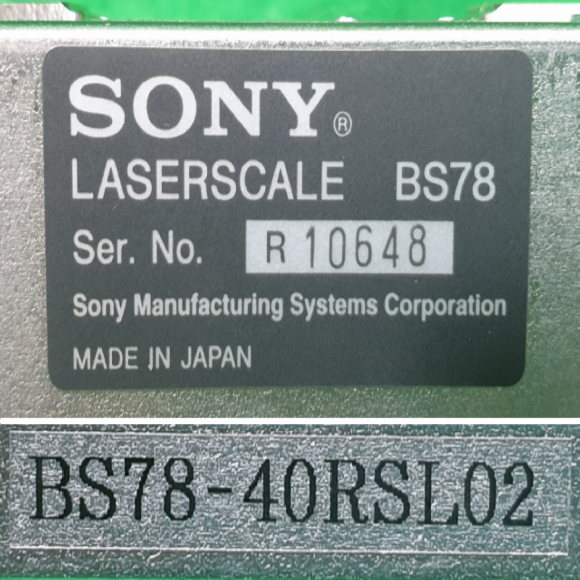 SONY®
LASERSCALE BS78
Ser. No. R 10648
Sony Manufacturing Systems Corporation
MADE IN JAPAN
BS78-40RSL02